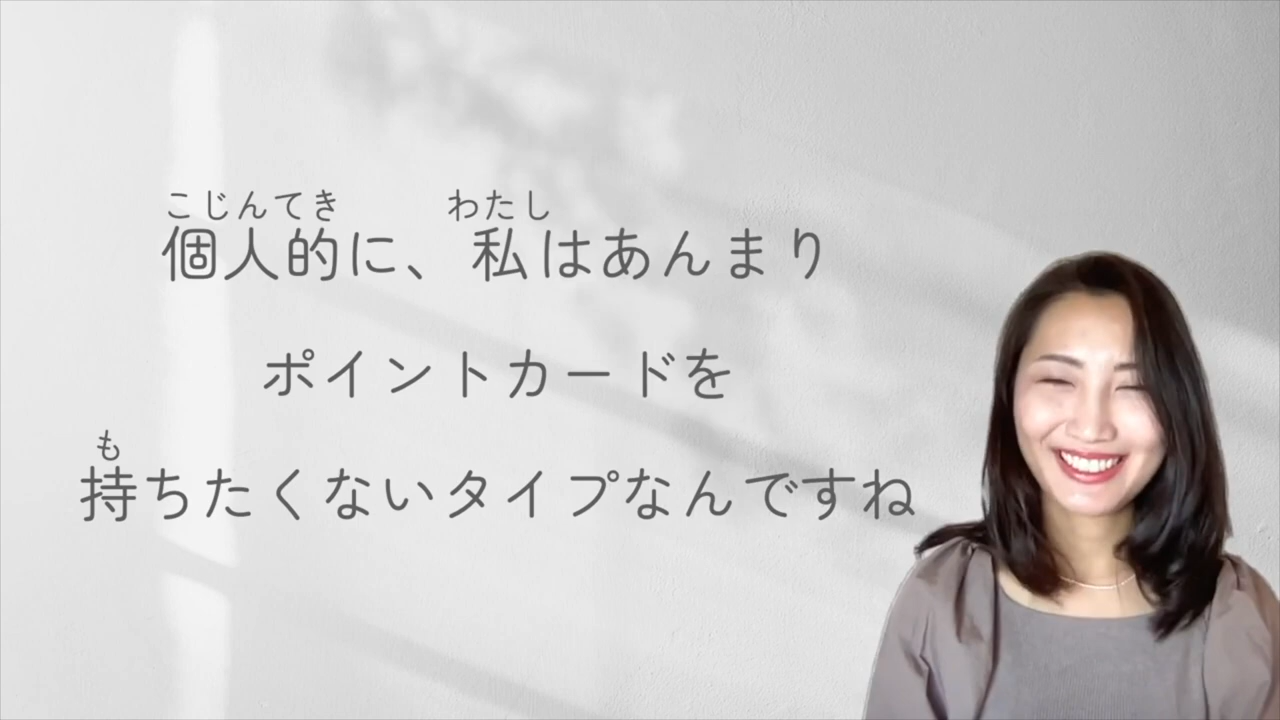 こじんてき わたし
個人的に、私はあんまり
ポイントカードを
も
持ちたくないタイプなんですね